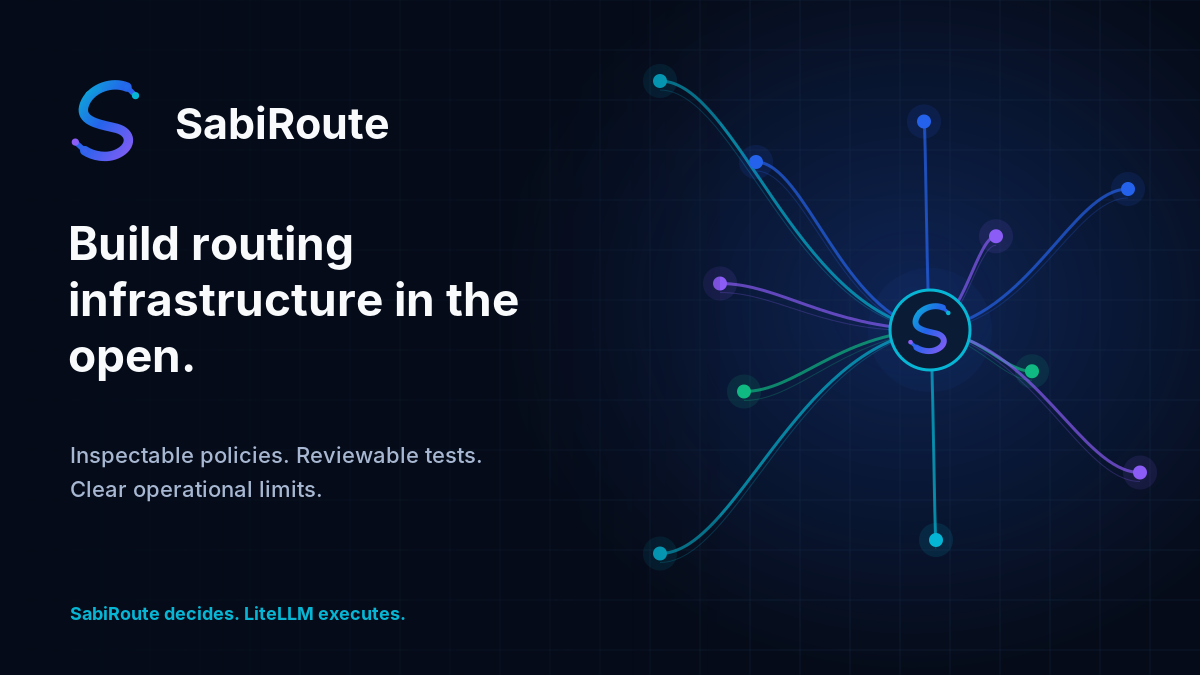 SabiRoute
Build routing
infrastructure in the
open.
Inspectable policies. Reviewable tests.
Clear operational limits.
SabiRoute decides. LiteLLM executes.